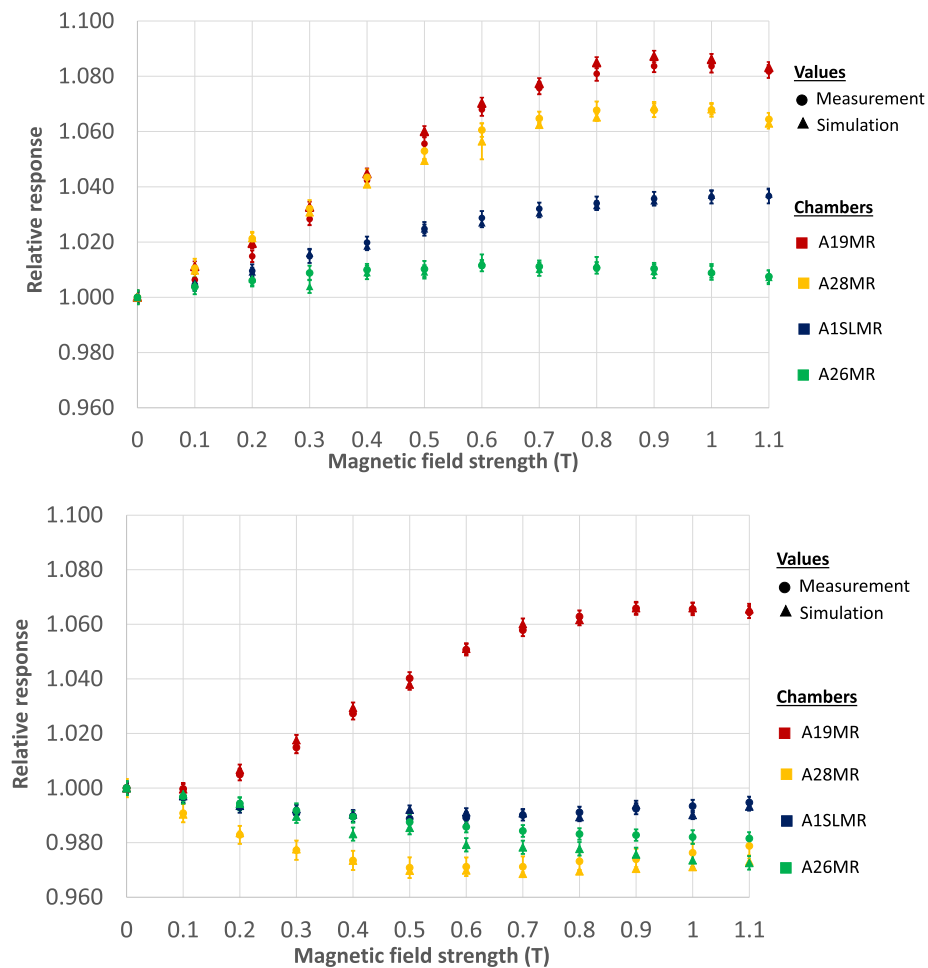 1.100
1.080
1.060
1.040
1.020
1.000
0.980
0.960
Relative response
0 0.1 0.2 0.3 0.4 0.5 0.6 0.7 0.8 0.9 1 1.1
Magnetic field strength (T)
Values
Measurement
Simulation
Chambers
A19MR
A28MR
A1SLMR
A26MR
1.100
1.080
1.060
1.040
1.020
1.000
0.980
0.960
Relative response
0 0.1 0.2 0.3 0.4 0.5 0.6 0.7 0.8 0.9 1 1.1
Magnetic field strength (T)
Values
Measurement
Simulation
Chambers
A19MR
A28MR
A1SLMR
A26MR